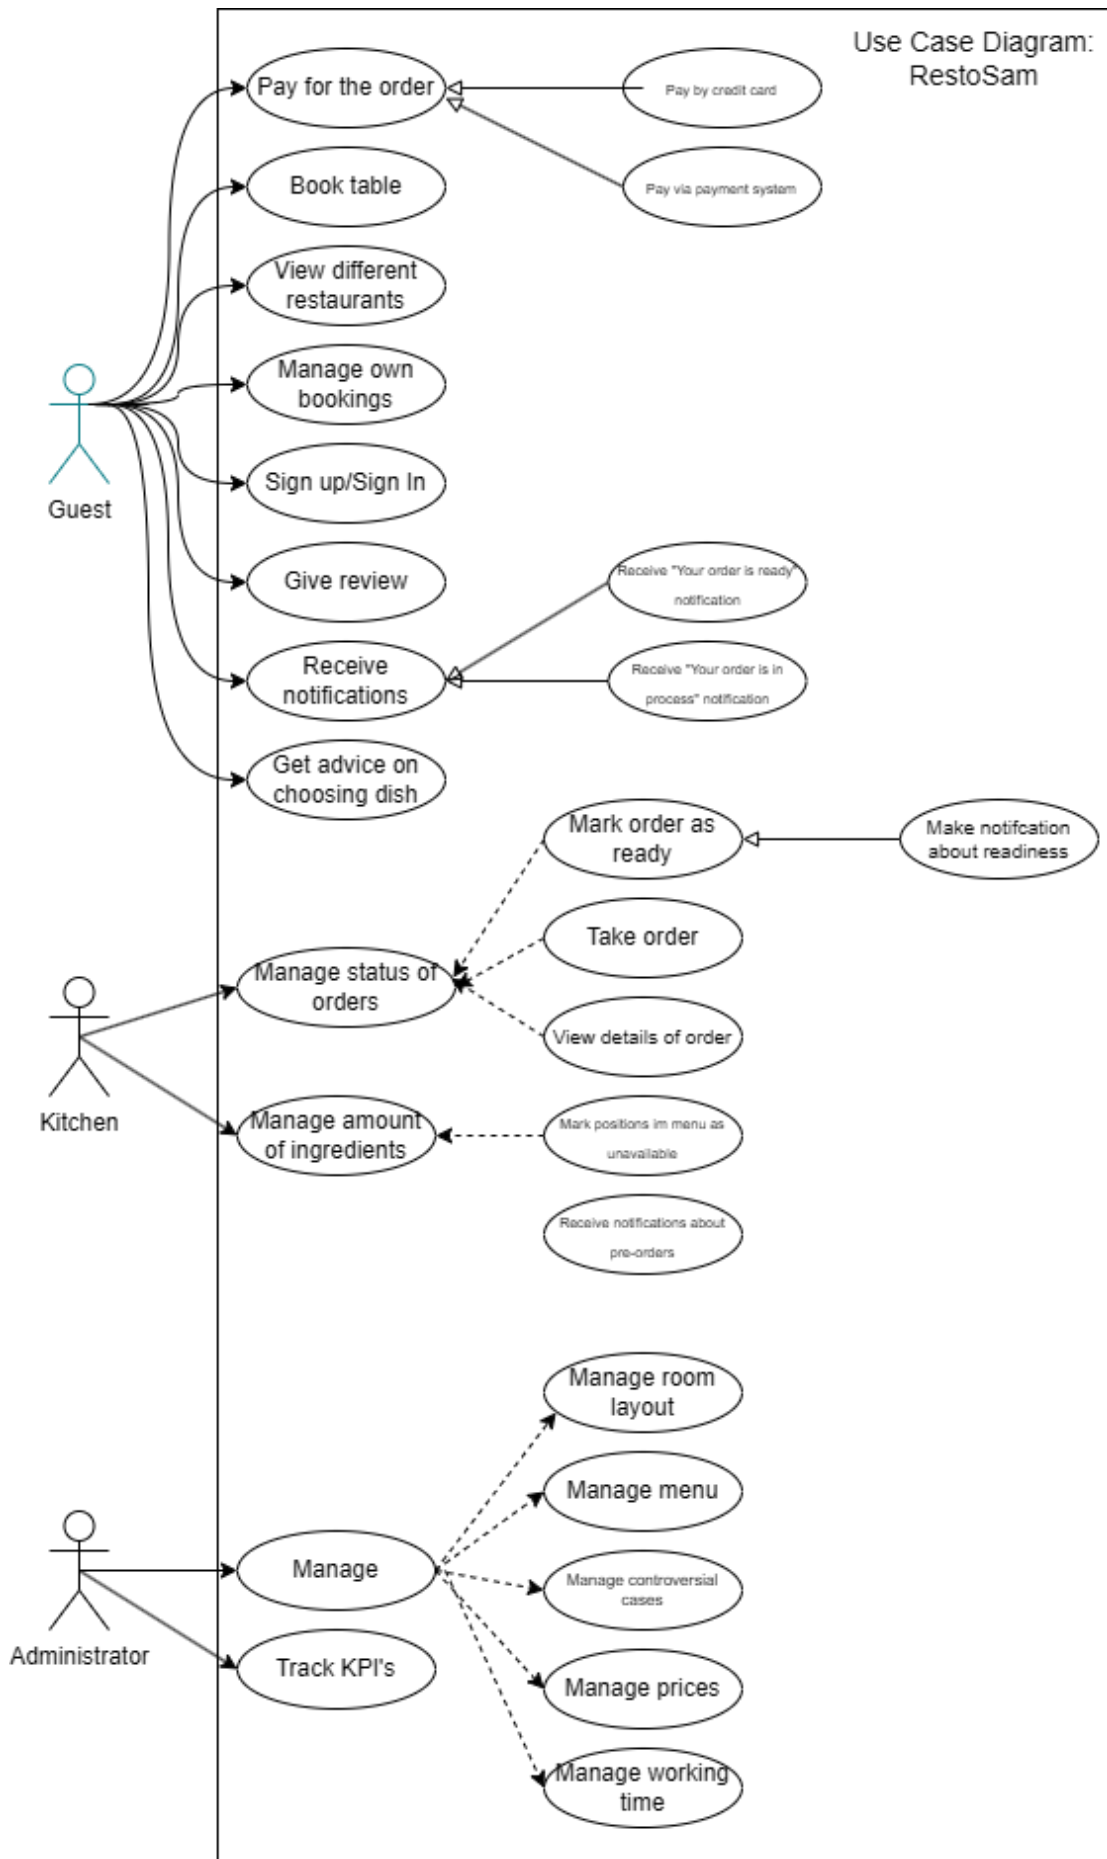 Use Case Diagram:
RestoSam
Pay for the order
Pay by credit card
Book table
Pay via payment system
View different
restaurants
Manage own
bookings
Guest
Sign up/Sign In
Give review
Receive "Your order is ready"
notification
Receive
notifications
Receive "Your order is in
process" notification
Get advice on
choosing dish
Mark order as
ready
Make notifcation
about readiness
Take order
Manage status of
orders
View details of order
Kitchen
Manage amount
of ingredients
Mark positions im menu as
unavailable
Receive notifications about
pre-orders
Manage room
layout
Manage menu
Manage
Manage controversial
cases
Administrator
Track KPI's
Manage prices
Manage working
time